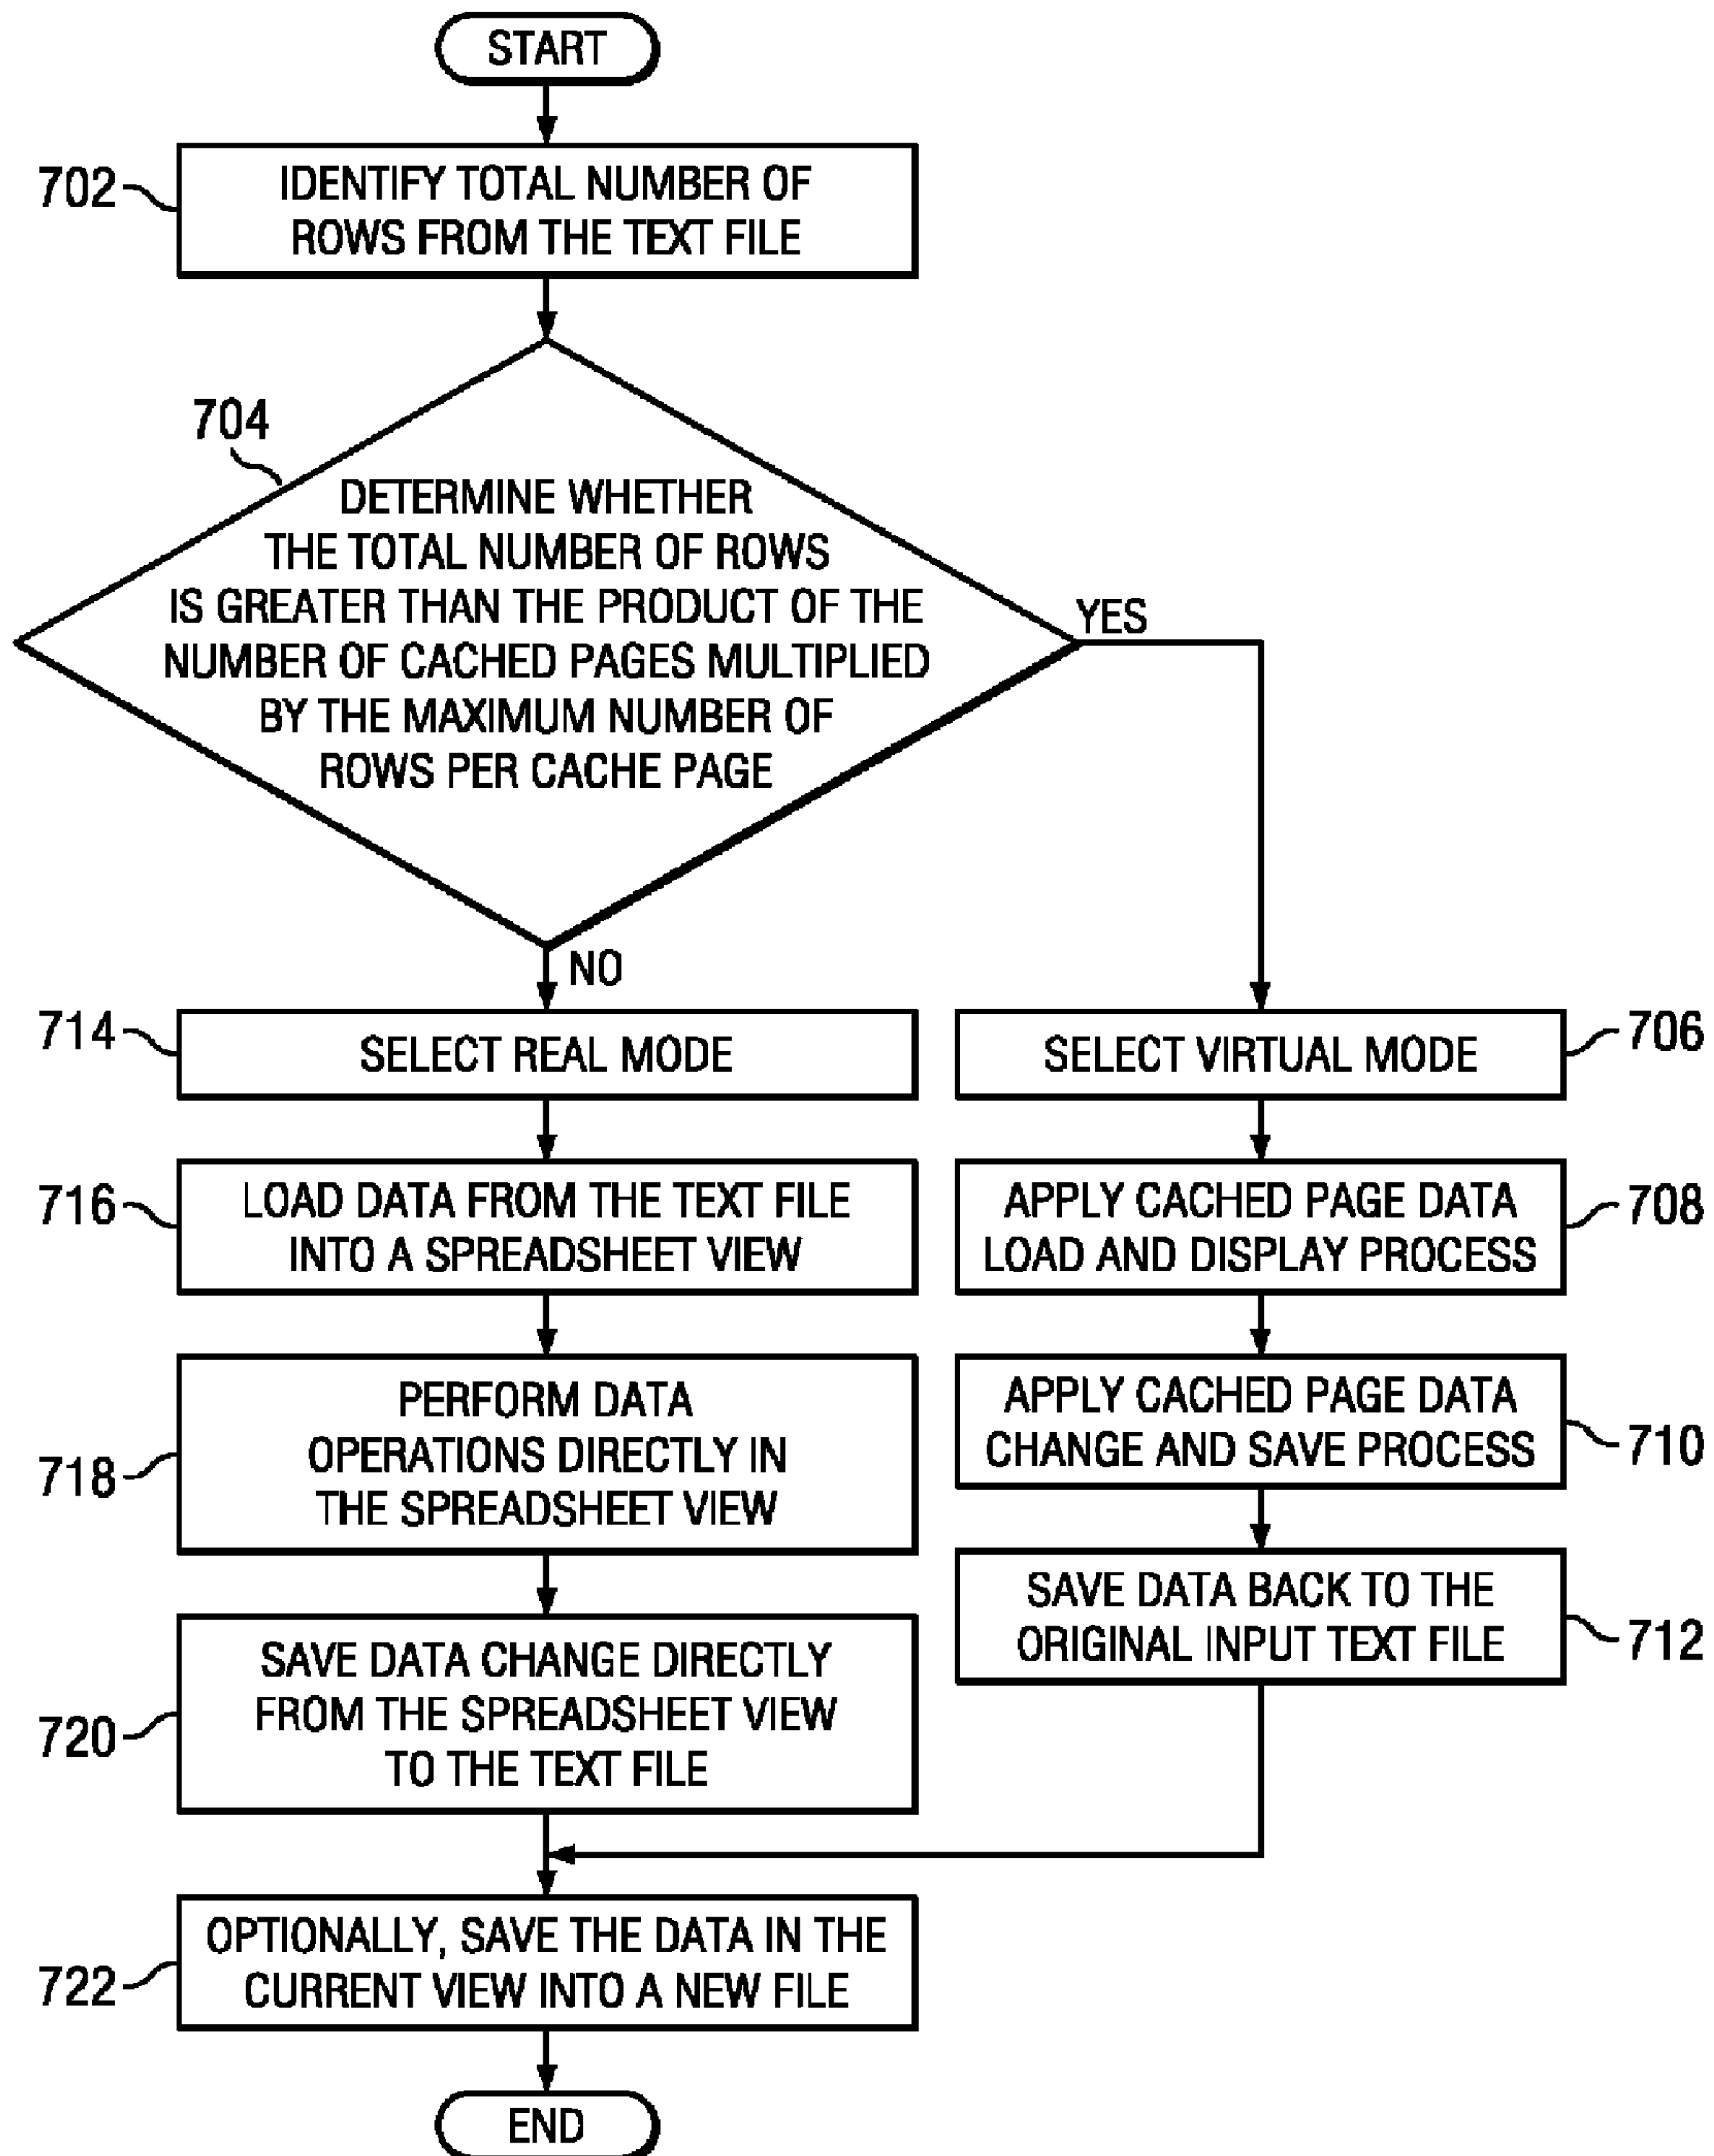 START
702
IDENTIFY TOTAL NUMBER OF
ROWS FROM THE TEXT FILE
704
DETERMINE WHETHER
THE TOTAL NUMBER OF ROWS
IS GREATER THAN THE PRODUCT OF THE
NUMBER OF CACHED PAGES MULTIPLIED
BY THE MAXIMUM NUMBER OF
ROWS PER CACHE PAGE
YES
NO
714
SELECT REAL MODE
SELECT VIRTUAL MODE
706
716
LOAD DATA FROM THE TEXT FILE
INTO A SPREADSHEET VIEW
APPLY CACHED PAGE DATA
LOAD AND DISPLAY PROCESS
708
718
PERFORM DATA
OPERATIONS DIRECTLY IN
THE SPREADSHEET VIEW
APPLY CACHED PAGE DATA
CHANGE AND SAVE PROCESS
710
720
SAVE DATA CHANGE DIRECTLY
FROM THE SPREADSHEET VIEW
TO THE TEXT FILE
SAVE DATA BACK TO THE
ORIGINAL INPUT TEXT FILE
712
722
OPTIONALLY, SAVE THE DATA IN THE
CURRENT VIEW INTO A NEW FILE
END